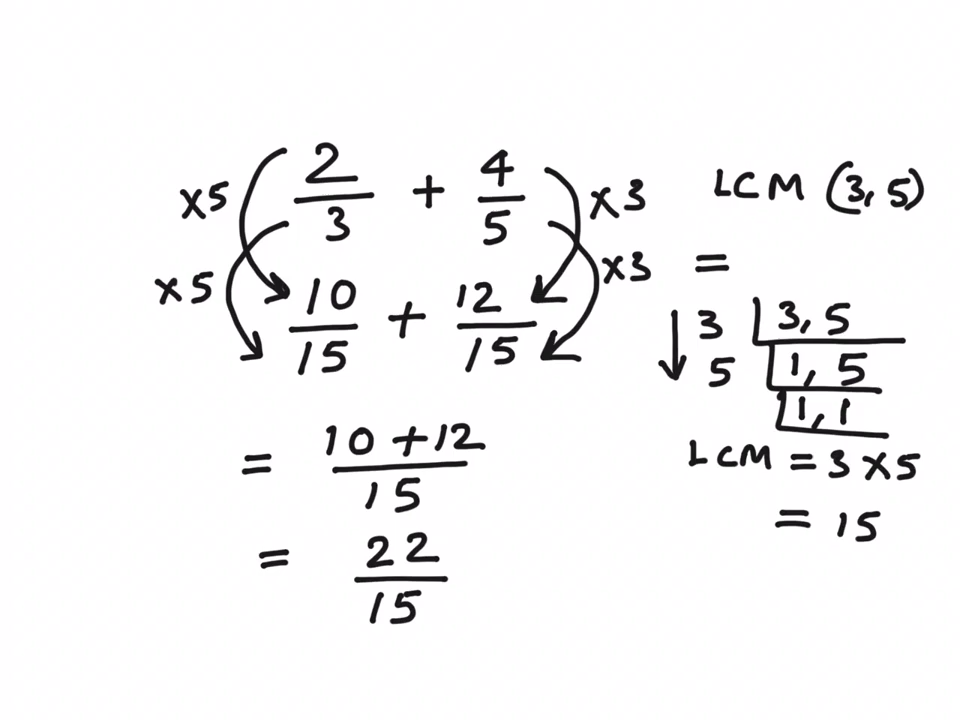 x5 2/3 + 4/5 x3
x5 10/15 + 12/15 x3
= 10+12/15
= 22/15
LCM (3, 5)
=
3 | 3, 5
5 | 1, 5
1, 1
LCM = 3 x 5
= 15